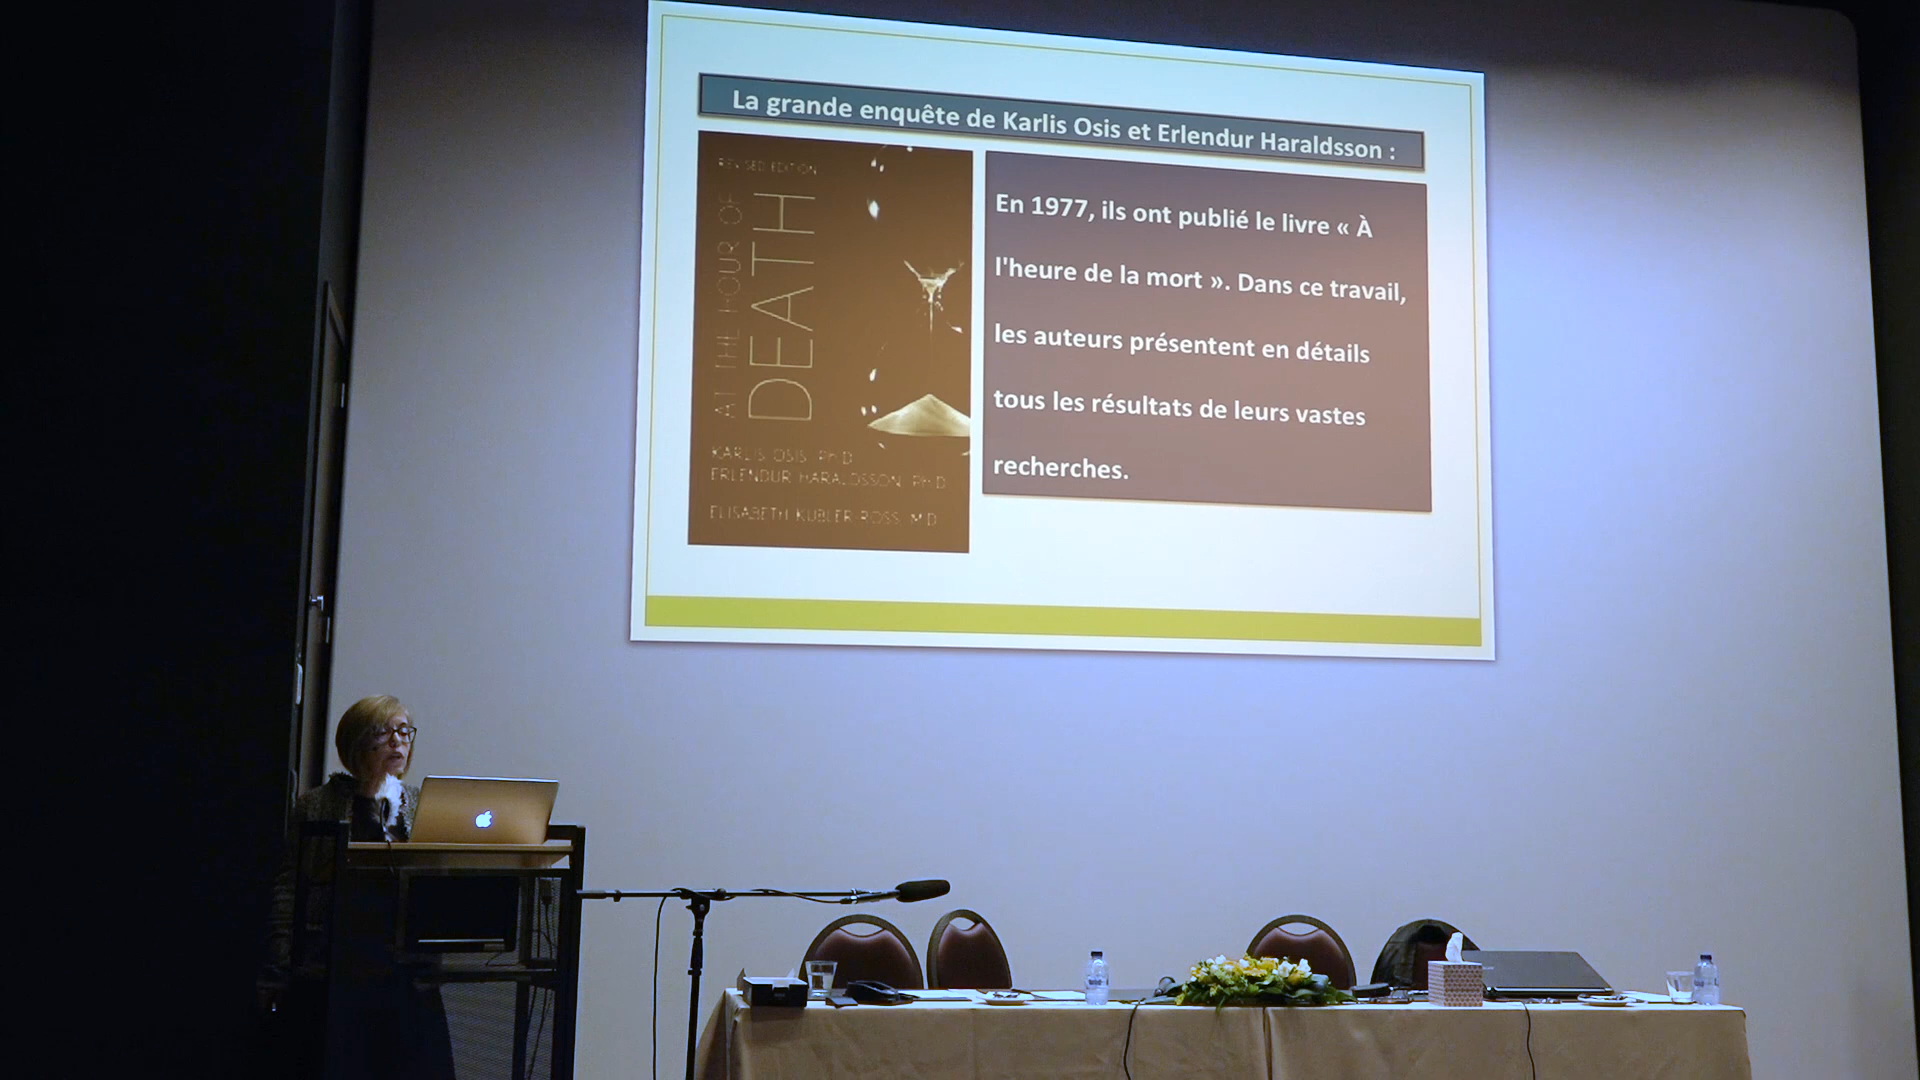 La grande enquête de Karlis Osis et Erlendur Haraldsson :
REVISED EDITION
AT THE HOUR OF
DEATH
KARLIS OSIS, PH.D.
ERLENDUR HARALDSSON, PH.D.
ELISABETH KUBLER-ROSS, M.D.
En 1977, ils ont publié le livre « À
l'heure de la mort ». Dans ce travail,
les auteurs présentent en détails
tous les résultats de leurs vastes
recherches.